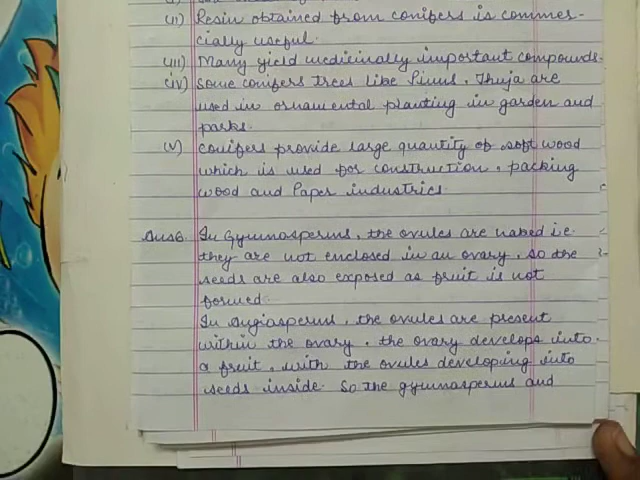 (ii) Resin obtained from conifers is commer-
cially useful.
(iii) Many yield medicinally important compounds.
(iv) Some conifers trees like Pinus, Thuja are
used in ornamental planting in garden and
parks.
(v) Conifers provide large quantity of soft wood
which is used for construction, packing
wood and Paper industries.
Ans6. In Gymnosperms, the ovules are naked i.e
they are not enclosed in an ovary, so the
seeds are also exposed as fruit is not
formed.
In Angiosperms, the ovules are present
within the ovary, the ovary develops into
a fruit, with the ovules developing into
seeds inside. So the gymnosperms and